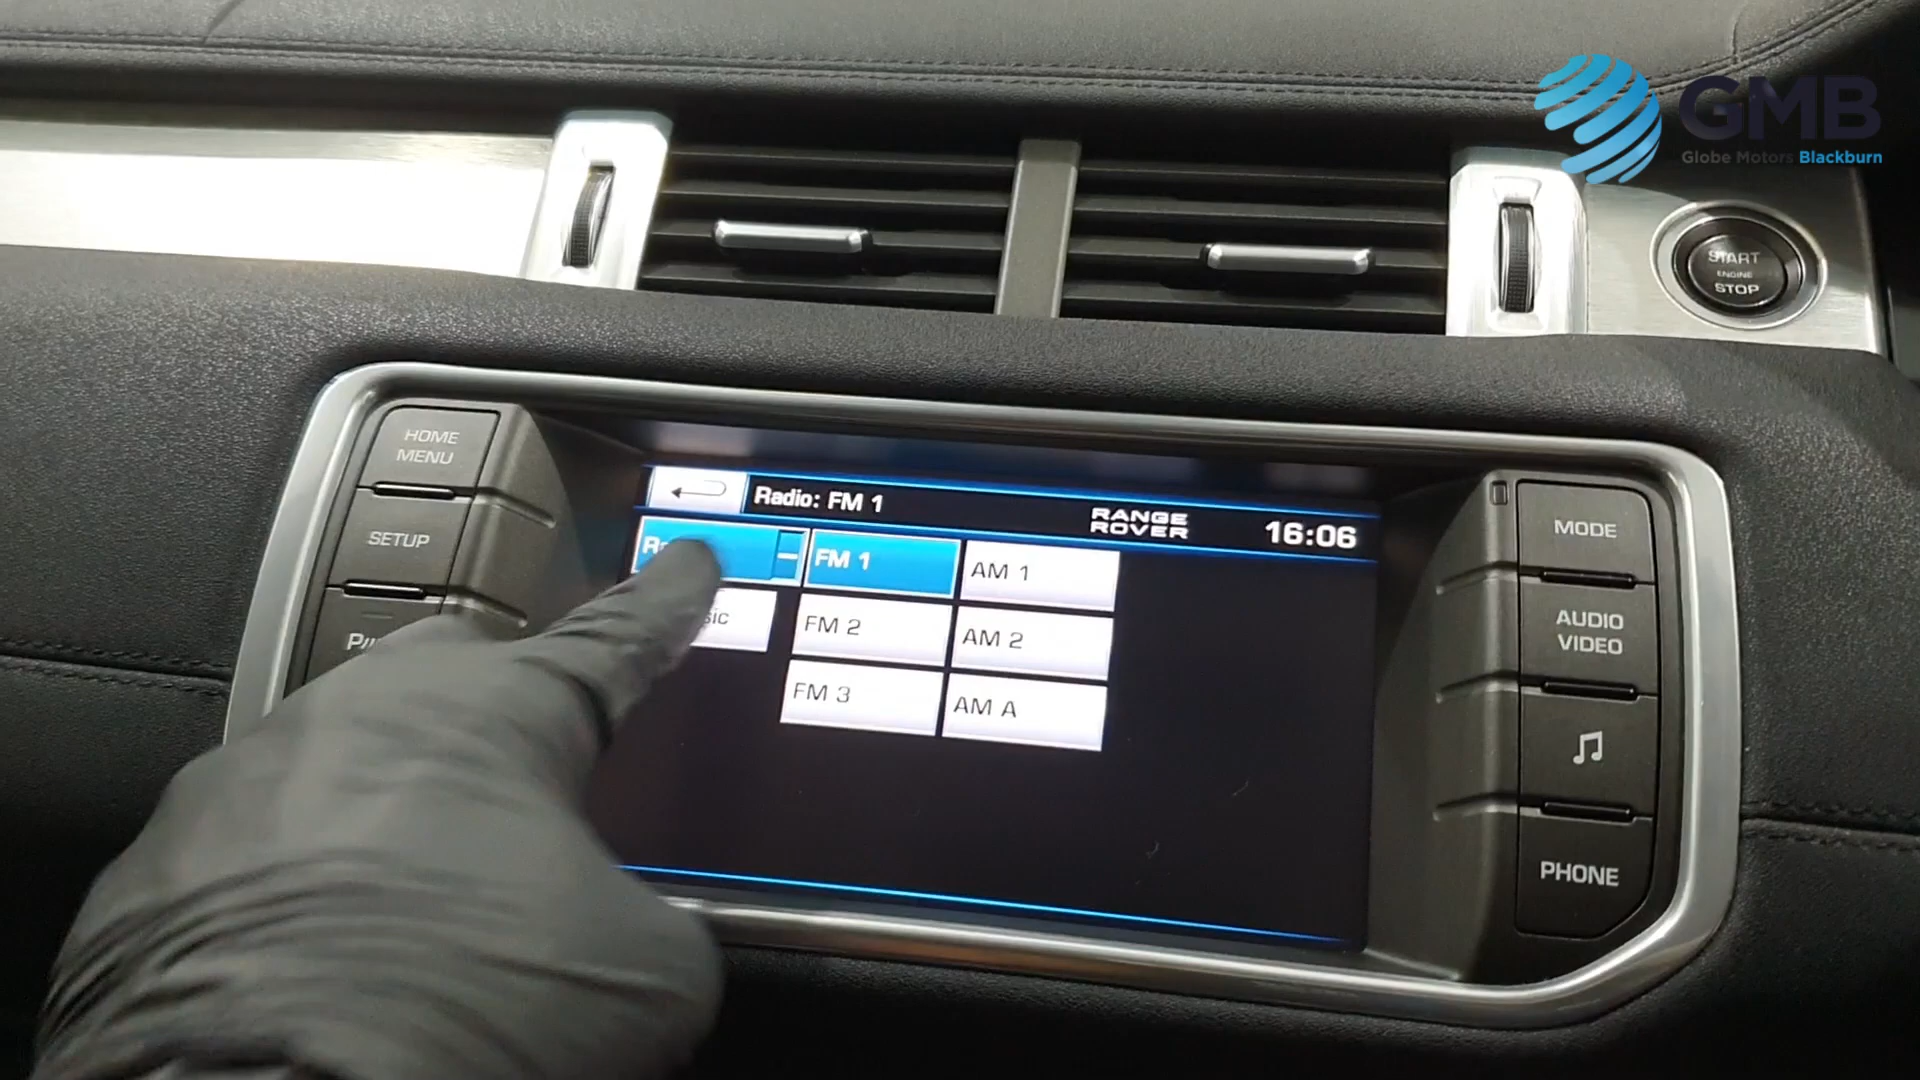 GMB
Globe Motors Blackburn
START
ENGINE
STOP
HOME
MENU
SETUP
Radio: FM 1
RANGE
ROVER
16:06
FM 1
AM 1
FM 2
AM 2
FM 3
AM A
MODE
AUDIO
VIDEO
PHONE